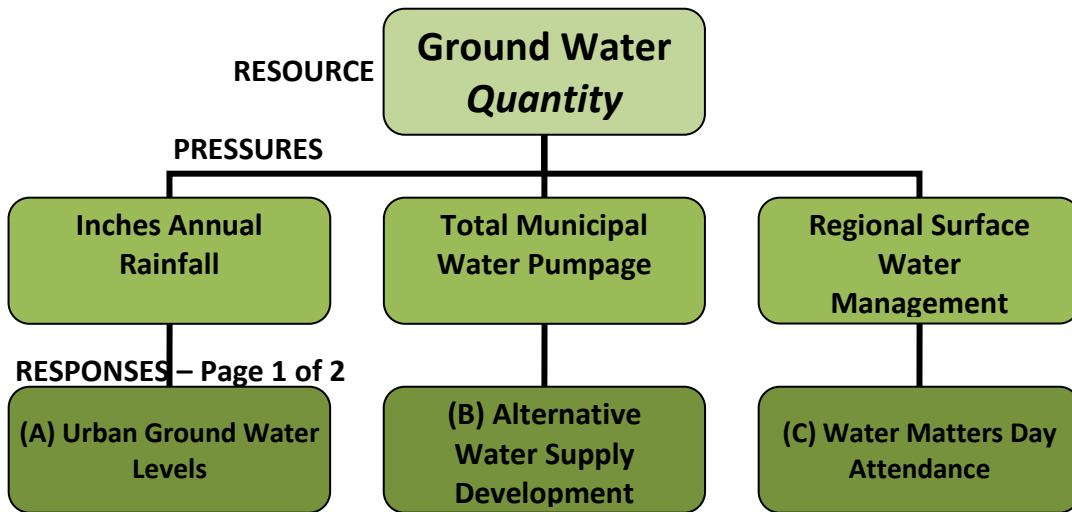 RESOURCE
Ground Water
Quantity
PRESSURES
Inches Annual
Rainfall
Total Municipal
Water Pumpage
Regional Surface
Water
Management
RESPONSES – Page 1 of 2
(A) Urban Ground Water
Levels
(B) Alternative
Water Supply
Development
(C) Water Matters Day
Attendance